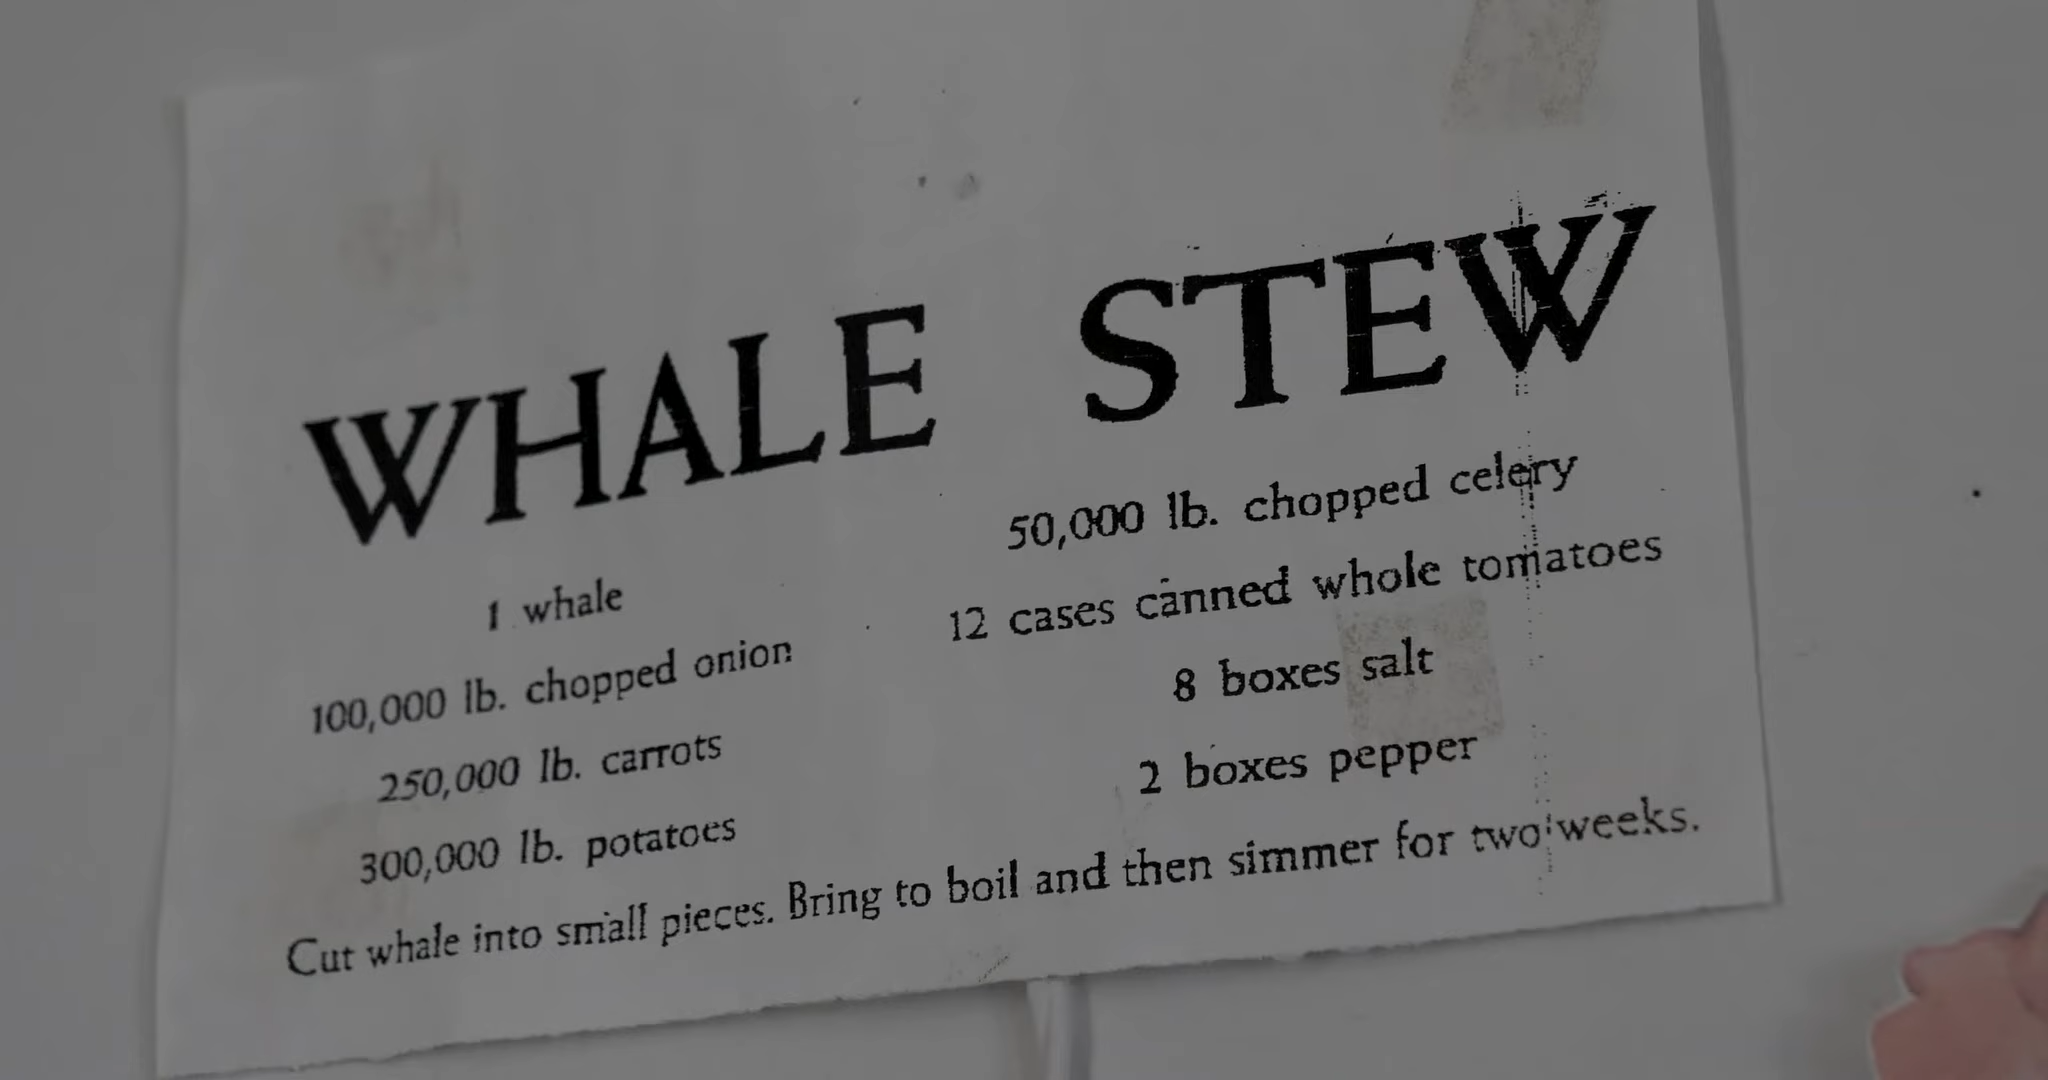 WHALE STEW
1 whale
100,000 lb. chopped onion
250,000 lb. carrots
300,000 lb. potatoes
50,000 lb. chopped celery
12 cases canned whole tomatoes
8 boxes salt
2 boxes pepper
Cut whale into small pieces. Bring to boil and then simmer for two weeks.